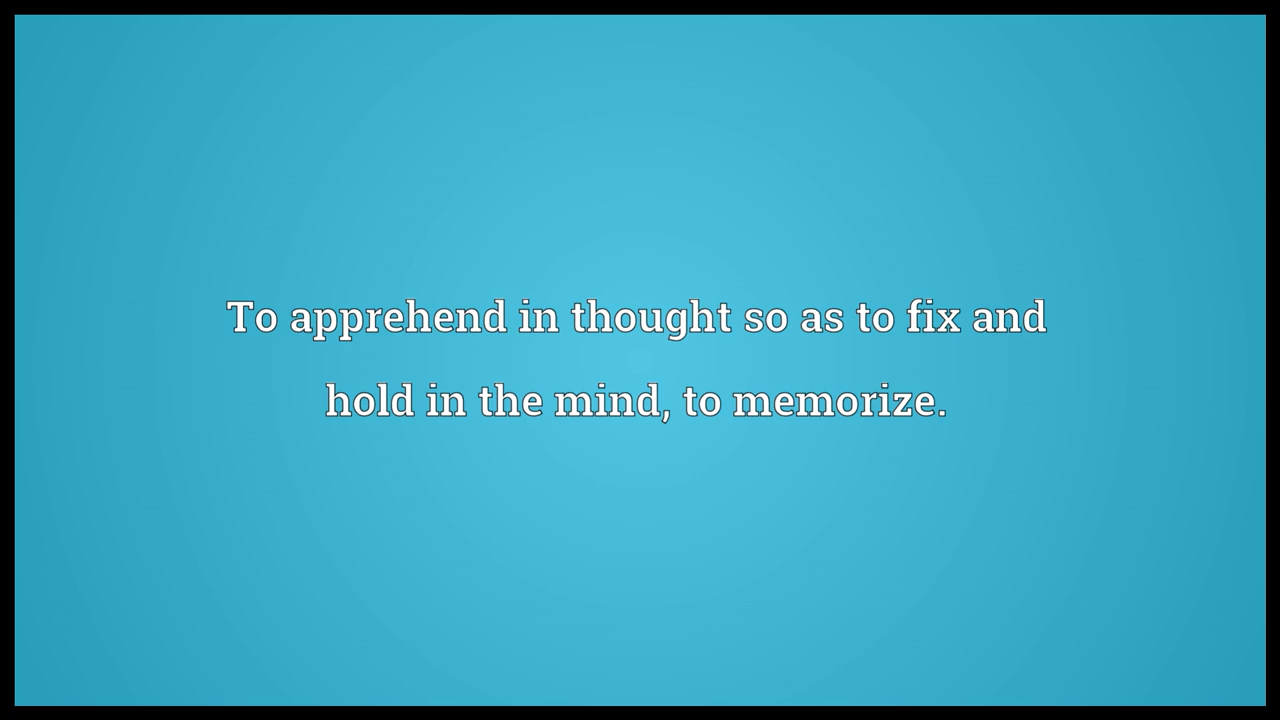 To apprehend in thought so as to fix and
hold in the mind, to memorize.